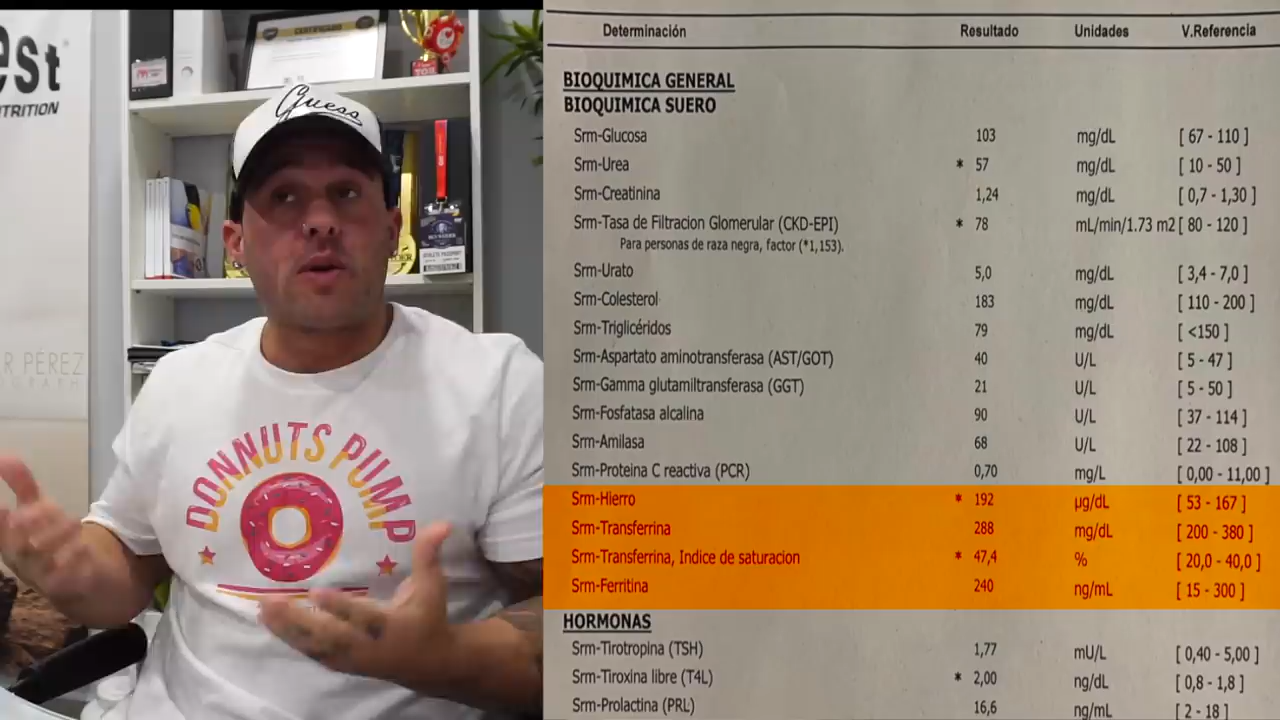 est
NUTRITION
CERTIFICADO
YOU
Guess
R PÉREZ
DONNUTS PUMP
Determinación Resultado Unidades V.Referencia
BIOQUIMICA GENERAL
BIOQUIMICA SUERO
Srm-Glucosa 103 mg/dL [ 67 - 110 ]
Srm-Urea * 57 mg/dL [ 10 - 50 ]
Srm-Creatinina 1,24 mg/dL [ 0,7 - 1,30 ]
Srm-Tasa de Filtracion Glomerular (CKD-EPI) * 78 mL/min/1.73 m2 [ 80 - 120 ]
Para personas de raza negra, factor (*1,153).
Srm-Urato 5,0 mg/dL [ 3,4 - 7,0 ]
Srm-Colesterol 183 mg/dL [ 110 - 200 ]
Srm-Triglicéridos 79 mg/dL [ <150 ]
Srm-Aspartato aminotransferasa (AST/GOT) 40 U/L [ 5 - 47 ]
Srm-Gamma glutamiltransferasa (GGT) 21 U/L [ 5 - 50 ]
Srm-Fosfatasa alcalina 90 U/L [ 37 - 114 ]
Srm-Amilasa 68 U/L [ 22 - 108 ]
Srm-Proteina C reactiva (PCR) 0,70 mg/L [ 0,00 - 11,00 ]
Srm-Hierro * 192 µg/dL [ 53 - 167 ]
Srm-Transferrina 288 mg/dL [ 200 - 380 ]
Srm-Transferrina, Indice de saturacion * 47,4 % [ 20,0 - 40,0 ]
Srm-Ferritina 240 ng/mL [ 15 - 300 ]
HORMONAS
Srm-Tirotropina (TSH) 1,77 mU/L [ 0,40 - 5,00 ]
Srm-Tiroxina libre (T4L) * 2,00 ng/dL [ 0,8 - 1,8 ]
Srm-Prolactina (PRL) 16,6 ng/mL [ 2 - 18 ]